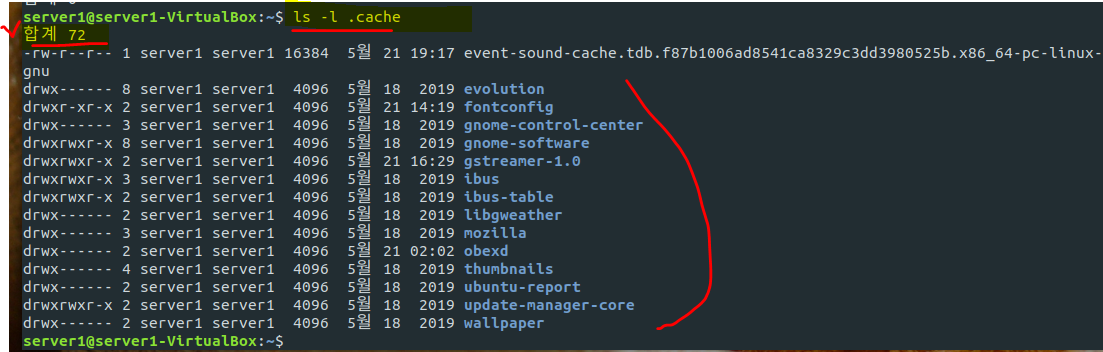 server1@server1-VirtualBox:~$ ls -l .cache
합계 72
-rw-r--r-- 1 server1 server1 16384  5월  21 19:17 event-sound-cache.tdb.f87b1006ad8541ca8329c3dd3980525b.x86_64-pc-linux-
gnu
drwx------ 8 server1 server1  4096  5월  18  2019 evolution
drwxr-xr-x 2 server1 server1  4096  5월  21 14:19 fontconfig
drwx------ 3 server1 server1  4096  5월  18  2019 gnome-control-center
drwxrwxr-x 8 server1 server1  4096  5월  18  2019 gnome-software
drwxrwxr-x 2 server1 server1  4096  5월  21 16:29 gstreamer-1.0
drwxrwxr-x 3 server1 server1  4096  5월  18  2019 ibus
drwxrwxr-x 2 server1 server1  4096  5월  18  2019 ibus-table
drwx------ 2 server1 server1  4096  5월  18  2019 libgweather
drwx------ 3 server1 server1  4096  5월  18  2019 mozilla
drwx------ 2 server1 server1  4096  5월  21 02:02 obexd
drwx------ 4 server1 server1  4096  5월  18  2019 thumbnails
drwx------ 2 server1 server1  4096  5월  18  2019 ubuntu-report
drwxrwxr-x 2 server1 server1  4096  5월  18  2019 update-manager-core
drwx------ 2 server1 server1  4096  5월  18  2019 wallpaper
server1@server1-VirtualBox:~$